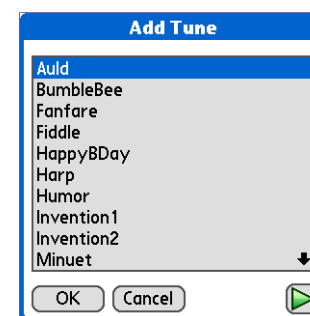 Add Tune
Auld
BumbleBee
Fanfare
Fiddle
HappyBDay
Harp
Humor
Invention1
Invention2
Minuet
OK Cancel